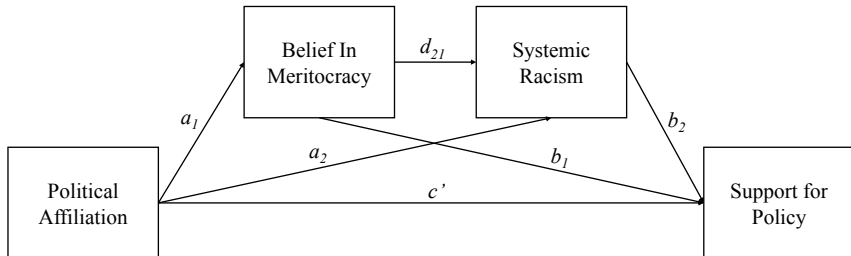 Belief In
Meritocracy
d21
Systemic
Racism
a1
b2
a2
b1
Political
Affiliation
c’
Support for
Policy